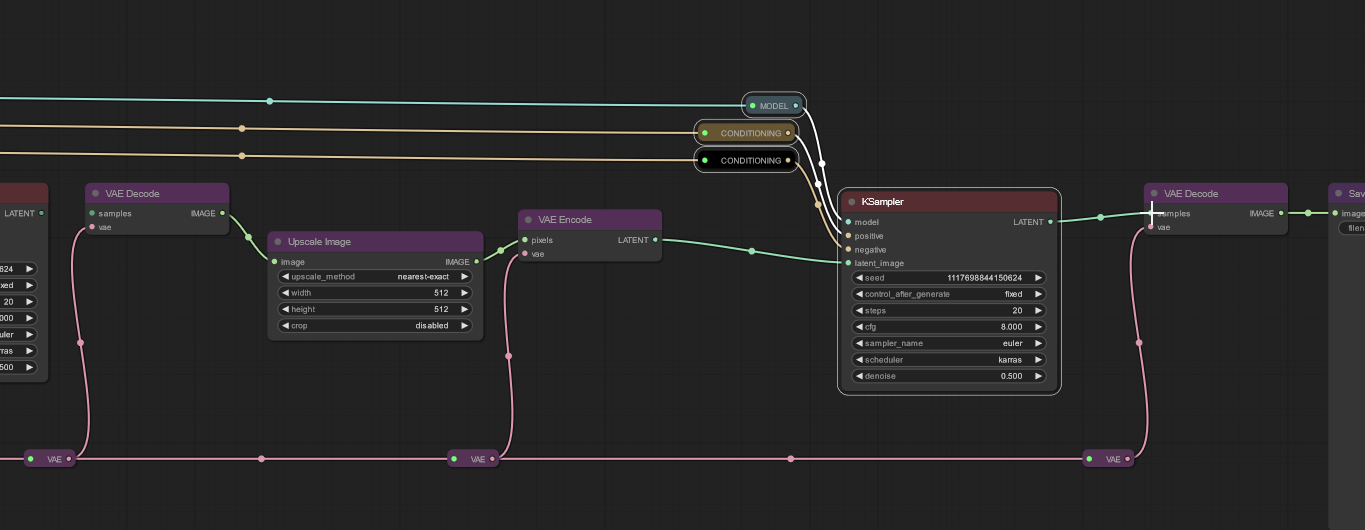 MODEL
CONDITIONING
CONDITIONING
LATENT
624
xed
20
000
uler
rras
500
VAE Decode
samples IMAGE
vae
Upscale Image
image IMAGE
upscale_method nearest-exact
width 512
height 512
crop disabled
VAE Encode
pixels LATENT
vae
KSampler
model LATENT
positive
negative
latent_image
seed 1117698844150624
control_after_generate fixed
steps 20
cfg 8.000
sampler_name euler
scheduler karras
denoise 0.500
VAE Decode
samples IMAGE
vae
Sav
image
filen
VAE
VAE
VAE